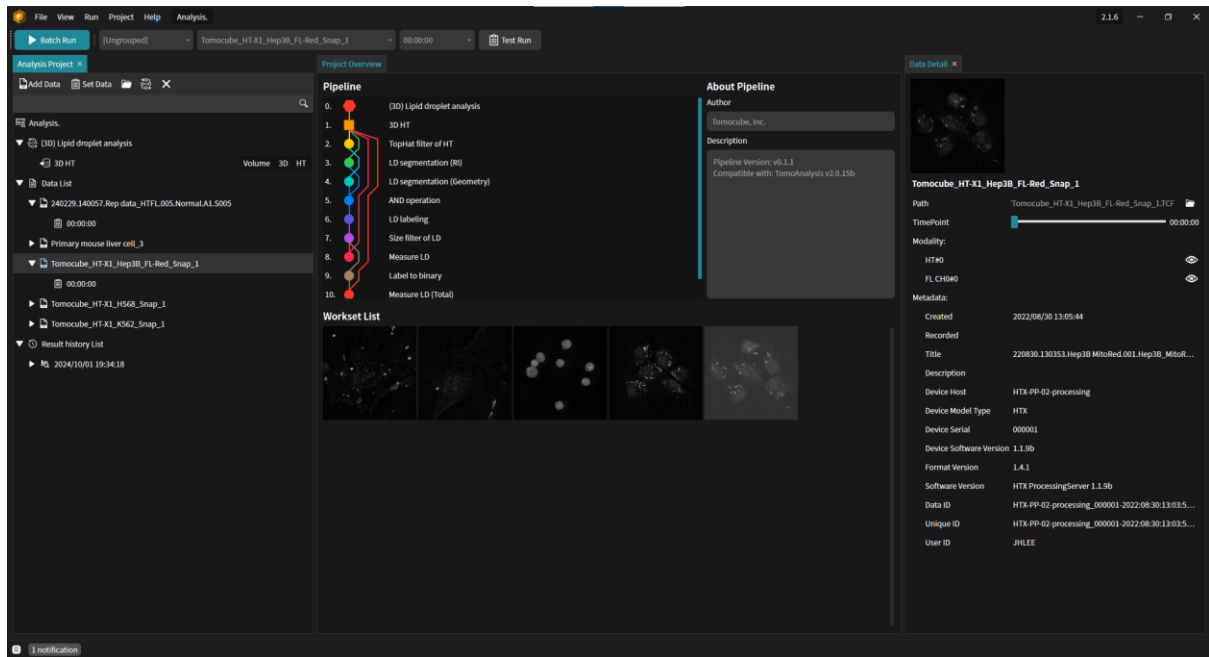 File View Run Project Help Analysis. 2.1.6
Batch Run [Ungrouped] Tomocube_HT-X1_Hep3B_FL-Red_Snap_1 00:00:00 Test Run
Analysis Project ×
Add Data Set Data
Analysis.
(3D) Lipid droplet analysis
3D HT Volume 3D HT
Data List
240229.140057.Rep data_HTFL.005.Normal.A1.S005
00:00:00
Primary mouse liver cell_3
Tomocube_HT-X1_Hep3B_FL-Red_Snap_1
00:00:00
Tomocube_HT-X1_H568_Snap_1
Tomocube_HT-X1_K562_Snap_1
Result history List
2024/10/01 19:34:18
Project Overview
Pipeline
0. (3D) Lipid droplet analysis
1. 3D HT
2. TopHat filter of HT
3. LD segmentation (RI)
4. LD segmentation (Geometry)
5. AND operation
6. LD labeling
7. Size filter of LD
8. Measure LD
9. Label to binary
10. Measure LD (Total)
About Pipeline
Author
Tomocube, Inc.
Description
Pipeline Version: v0.1.1
Compatible with: TomoAnalysis v2.0.15b
Workset List
Data Detail ×
Tomocube_HT-X1_Hep3B_FL-Red_Snap_1
Path 'Tomocube_HT-X1_Hep3B_FL-Red_Snap_1.TCF
TimePoint 00:00:00
Modality:
HT#0
FL CH0#0
Metadata:
Created 2022/08/30 13:05:44
Recorded
Title 220830.130353.Hep3B MitoRed.001.Hep3B_MitoR...
Description
Device Host HTX-PP-02-processing
Device Model Type HTX
Device Serial 000001
Device Software Version 1.1.9b
Format Version 1.4.1
Software Version HTX ProcessingServer 1.1.9b
Data ID HTX-PP-02-processing_000001-2022:08:30:13:03:5...
Unique ID HTX-PP-02-processing_000001-2022:08:30:13:03:5...
User ID JHLEE
1 notification